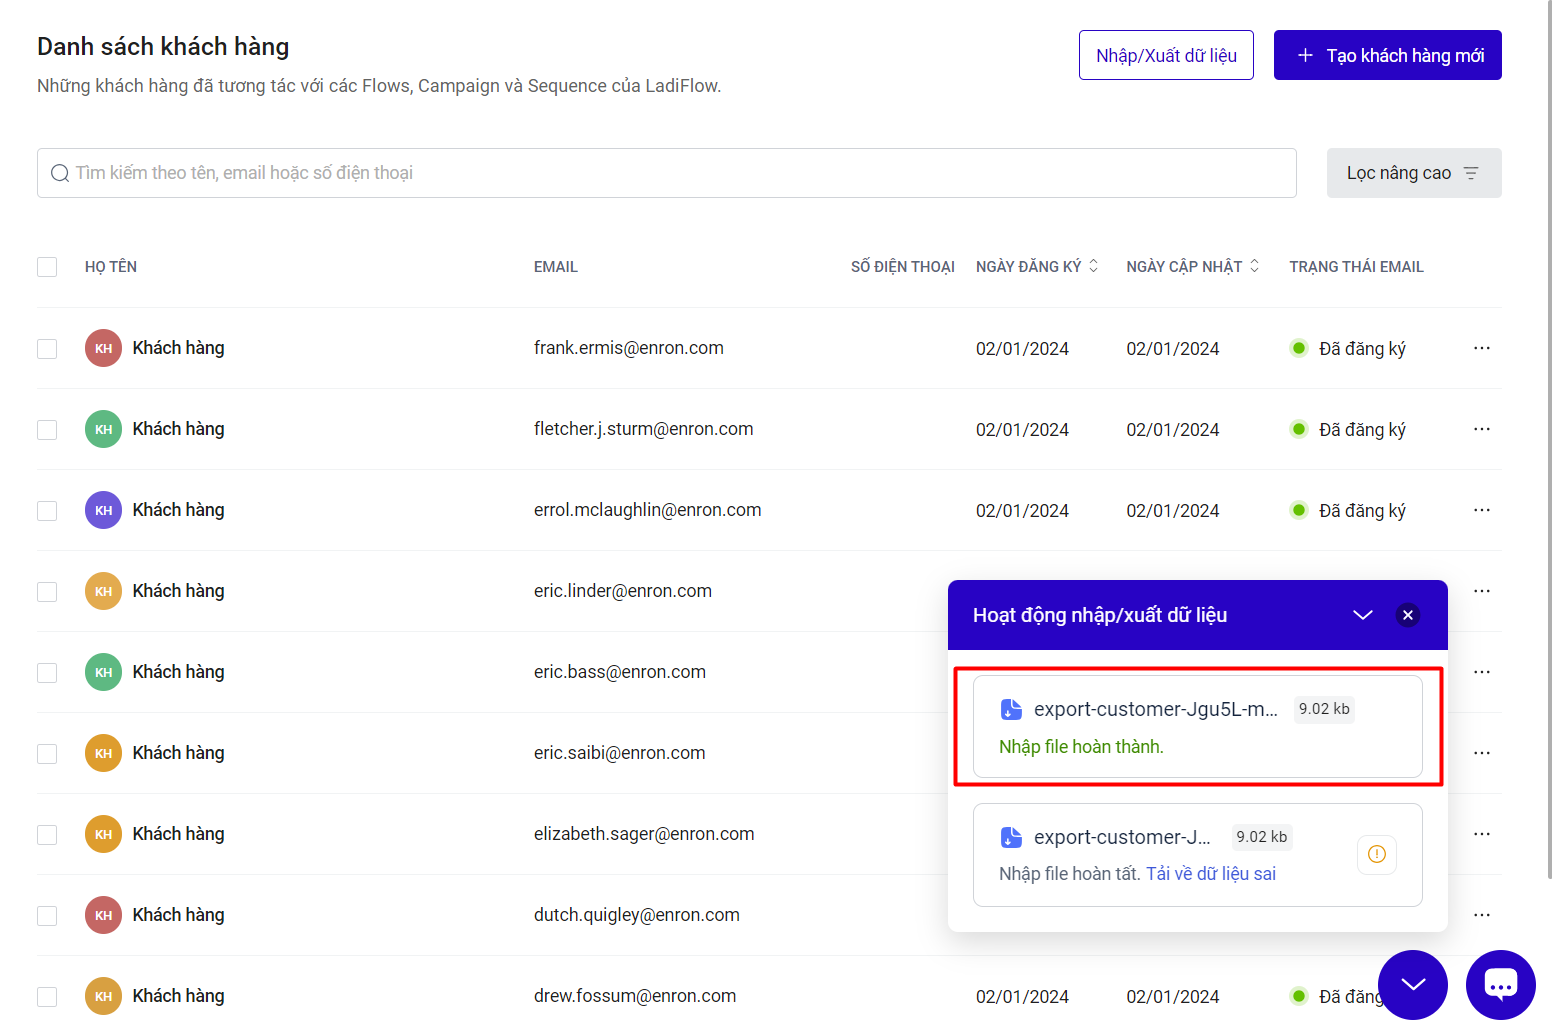 Danh sách khách hàng
Những khách hàng đã tương tác với các Flows, Campaign và Sequence của LadiFlow.
Nhập/Xuất dữ liệu
+ Tạo khách hàng mới
Tìm kiếm theo tên, email hoặc số điện thoại
Lọc nâng cao
HỌ TÊN EMAIL SỐ ĐIỆN THOẠI NGÀY ĐĂNG KÝ NGÀY CẬP NHẬT TRẠNG THÁI EMAIL
KH Khách hàng frank.ermis@enron.com 02/01/2024 02/01/2024 Đã đăng ký
KH Khách hàng fletcher.j.sturm@enron.com 02/01/2024 02/01/2024 Đã đăng ký
KH Khách hàng errol.mclaughlin@enron.com 02/01/2024 02/01/2024 Đã đăng ký
KH Khách hàng eric.linder@enron.com
KH Khách hàng eric.bass@enron.com
KH Khách hàng eric.saibi@enron.com
KH Khách hàng elizabeth.sager@enron.com
KH Khách hàng dutch.quigley@enron.com
KH Khách hàng drew.fossum@enron.com 02/01/2024 02/01/2024 Đã đăng
Hoạt động nhập/xuất dữ liệu
export-customer-Jgu5L-m... 9.02 kb
Nhập file hoàn thành.
export-customer-J... 9.02 kb
Nhập file hoàn tất. Tải về dữ liệu sai